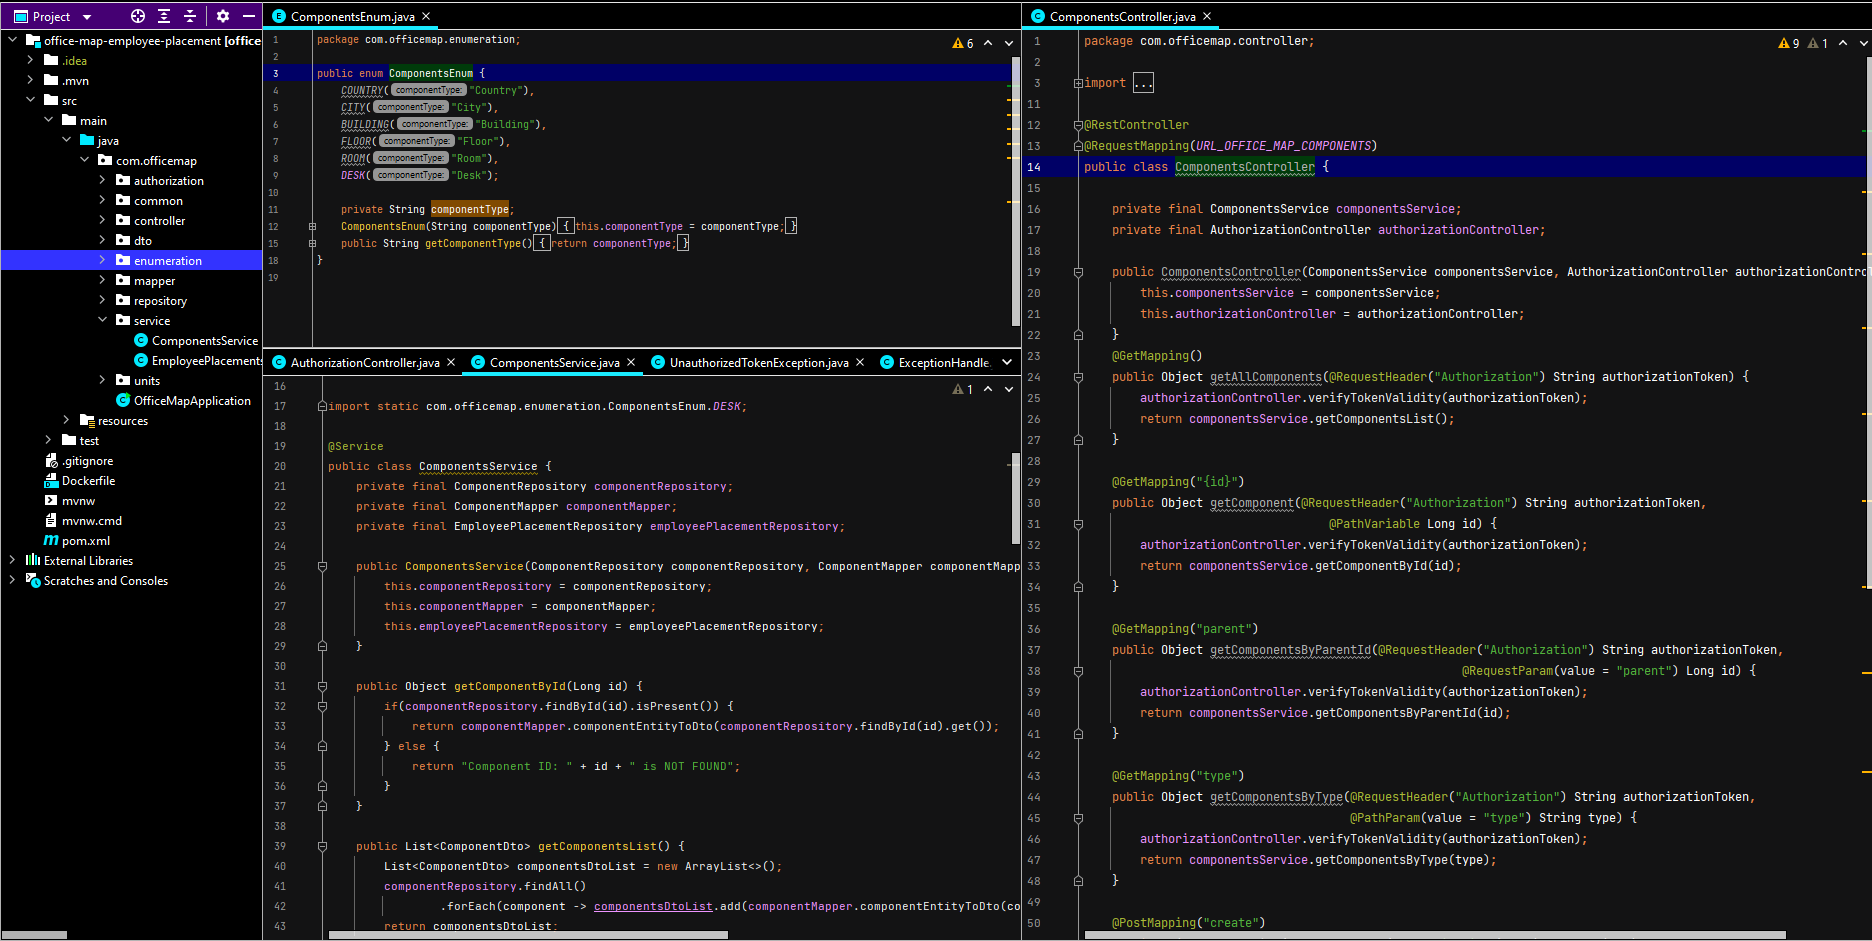 Project
office-map-employee-placement [office
.idea
.mvn
src
main
java
com.officemap
authorization
common
controller
dto
enumeration
mapper
repository
service
ComponentsService
EmployeePlacements
units
OfficeMapApplication
resources
test
.gitignore
Dockerfile
mvnw
mvnw.cmd
pom.xml
External Libraries
Scratches and Consoles
ComponentsEnum.java
6
1 package com.officemap.enumeration;
2
3 public enum ComponentsEnum {
4 COUNTRY( componentType: "Country"),
5 CITY( componentType: "City"),
6 BUILDING( componentType: "Building"),
7 FLOOR( componentType: "Floor"),
8 ROOM( componentType: "Room"),
9 DESK( componentType: "Desk");
10
11 private String componentType;
12 ComponentsEnum(String componentType) { this.componentType = componentType; }
15 public String getComponentType() { return componentType; }
18 }
19
AuthorizationController.java ComponentsService.java UnauthorizedTokenException.java ExceptionHandle
1
16
17 import static com.officemap.enumeration.ComponentsEnum.DESK;
18
19 @Service
20 public class ComponentsService {
21 private final ComponentRepository componentRepository;
22 private final ComponentMapper componentMapper;
23 private final EmployeePlacementRepository employeePlacementRepository;
24
25 public ComponentsService(ComponentRepository componentRepository, ComponentMapper componentMapp
26 this.componentRepository = componentRepository;
27 this.componentMapper = componentMapper;
28 this.employeePlacementRepository = employeePlacementRepository;
29 }
30
31 public Object getComponentById(Long id) {
32 if(componentRepository.findById(id).isPresent()) {
33 return componentMapper.componentEntityToDto(componentRepository.findById(id).get());
34 } else {
35 return "Component ID: " + id + " is NOT FOUND";
36 }
37 }
38
39 public List<ComponentDto> getComponentsList() {
40 List<ComponentDto> componentsDtoList = new ArrayList<>();
41 componentRepository.findAll()
42 .forEach(component -> componentsDtoList.add(componentMapper.componentEntityToDto(co
43 return componentsDtoList;
ComponentsController.java
9 1
1 package com.officemap.controller;
2
3 import ...
11
12 @RestController
13 @RequestMapping(URL_OFFICE_MAP_COMPONENTS)
14 public class ComponentsController {
15
16 private final ComponentsService componentsService;
17 private final AuthorizationController authorizationController;
18
19 public ComponentsController(ComponentsService componentsService, AuthorizationController authorizationContro
20 this.componentsService = componentsService;
21 this.authorizationController = authorizationController;
22 }
23 @GetMapping()
24 public Object getAllComponents(@RequestHeader("Authorization") String authorizationToken) {
25 authorizationController.verifyTokenValidity(authorizationToken);
26 return componentsService.getComponentsList();
27 }
28
29 @GetMapping("{id}")
30 public Object getComponent(@RequestHeader("Authorization") String authorizationToken,
31 @PathVariable Long id) {
32 authorizationController.verifyTokenValidity(authorizationToken);
33 return componentsService.getComponentById(id);
34 }
35
36 @GetMapping("parent")
37 public Object getComponentsByParentId(@RequestHeader("Authorization") String authorizationToken,
38 @RequestParam(value = "parent") Long id) {
39 authorizationController.verifyTokenValidity(authorizationToken);
40 return componentsService.getComponentsByParentId(id);
41 }
42
43 @GetMapping("type")
44 public Object getComponentsByType(@RequestHeader("Authorization") String authorizationToken,
45 @PathParam(value = "type") String type) {
46 authorizationController.verifyTokenValidity(authorizationToken);
47 return componentsService.getComponentsByType(type);
48 }
49
50 @PostMapping("create")